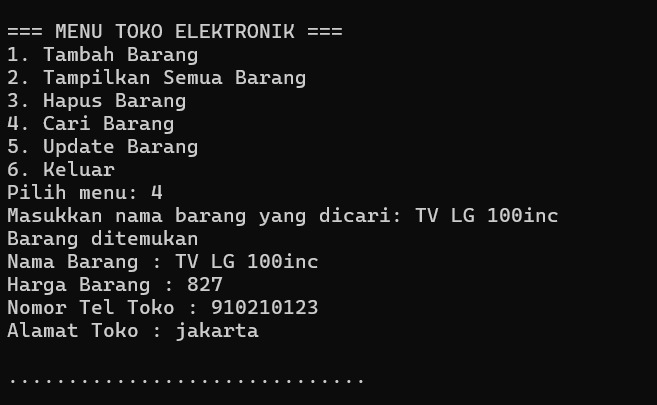 === MENU TOKO ELEKTRONIK ===
1. Tambah Barang
2. Tampilkan Semua Barang
3. Hapus Barang
4. Cari Barang
5. Update Barang
6. Keluar
Pilih menu: 4
Masukkan nama barang yang dicari: TV LG 100inc
Barang ditemukan
Nama Barang : TV LG 100inc
Harga Barang : 827
Nomor Tel Toko : 910210123
Alamat Toko : jakarta
..............................